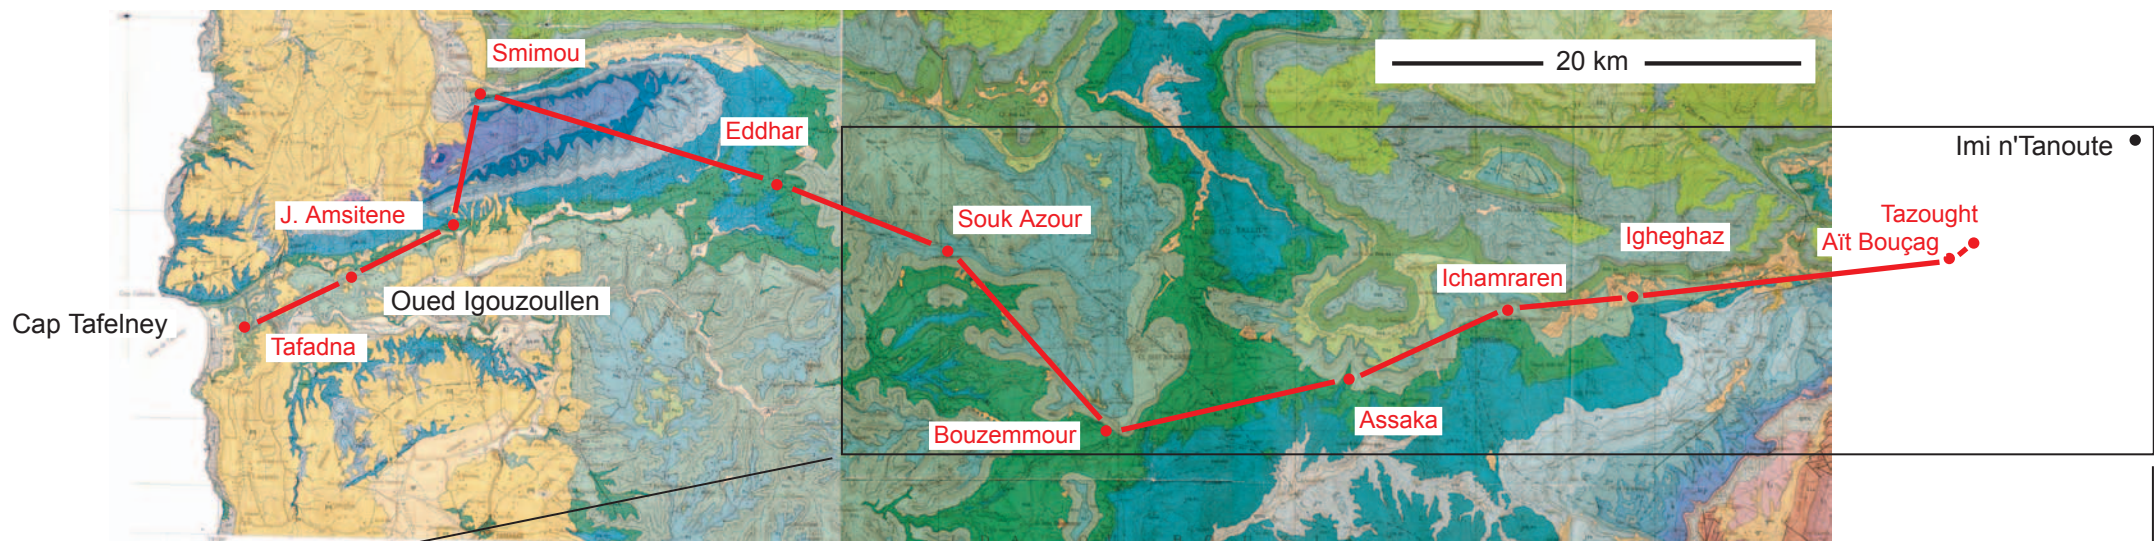 Smimou
20 km
Eddhar
Imi n'Tanoute
J. Amsitene
Souk Azour
Tazought
Igheghaz
Aït Bouçag
Ichamraren
Oued Igouzoullen
Cap Tafelney
Tafadna
Bouzemmour
Assaka